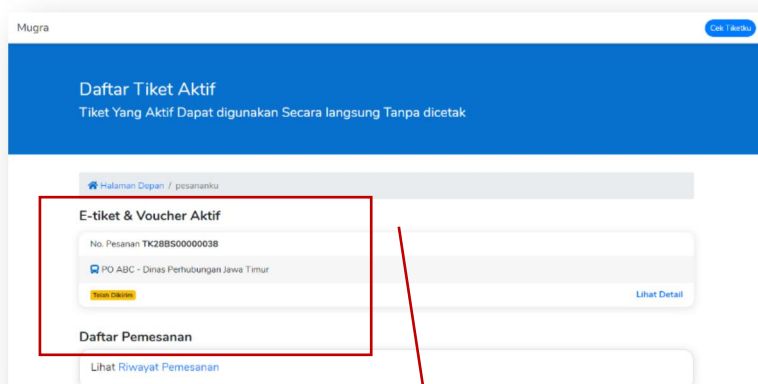 Mugra
Cek Tiketku
Daftar Tiket Aktif
Tiket Yang Aktif Dapat digunakan Secara langsung Tanpa dicetak
Halaman Depan / pesananku
E-tiket & Voucher Aktif
No. Pesanan TK28BS00000038
PO ABC - Dinas Perhubungan Jawa Timur
Telah Dikirim
Lihat Detail
Daftar Pemesanan
Lihat Riwayat Pemesanan